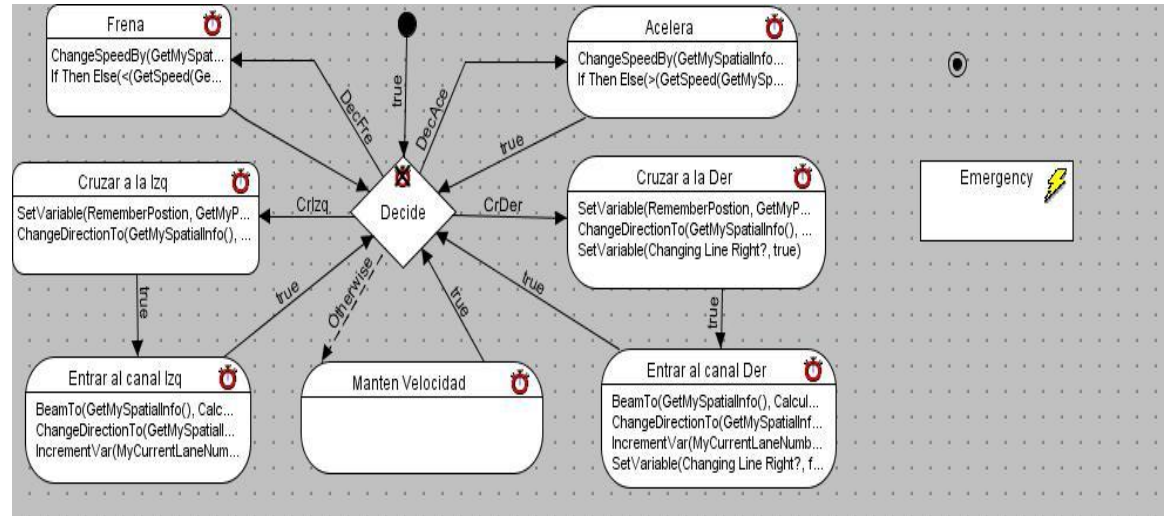 Frena
ChangeSpeedBy(GetMySpat...
If Then Else(<(GetSpeed(Ge...
Acelera
ChangeSpeedBy(GetMySpatialInfo...
If Then Else(>(GetSpeed(GetMySp...
true
DecFre
DecAce
true
Cruzar a la Izq
SetVariable(RememberPostion, GetMyP...
ChangeDirectionTo(GetMySpatialInfo(), ...
CrIzq
Decide
CrDer
Cruzar a la Der
SetVariable(RememberPostion, GetMyP...
ChangeDirectionTo(GetMySpatialInfo(), ...
SetVariable(Changing Line Right?, true)
Emergency
true
true
Otherwise
true
true
true
Entrar al canal Izq
BeamTo(GetMySpatialInfo(), Calc...
ChangeDirectionTo(GetMySpatialI...
IncrementVar(MyCurrentLaneNum...
Manten Velocidad
Entrar al canal Der
BeamTo(GetMySpatialInfo(), Calcul...
ChangeDirectionTo(GetMySpatialInf...
IncrementVar(MyCurrentLaneNumb...
SetVariable(Changing Line Right?, f...